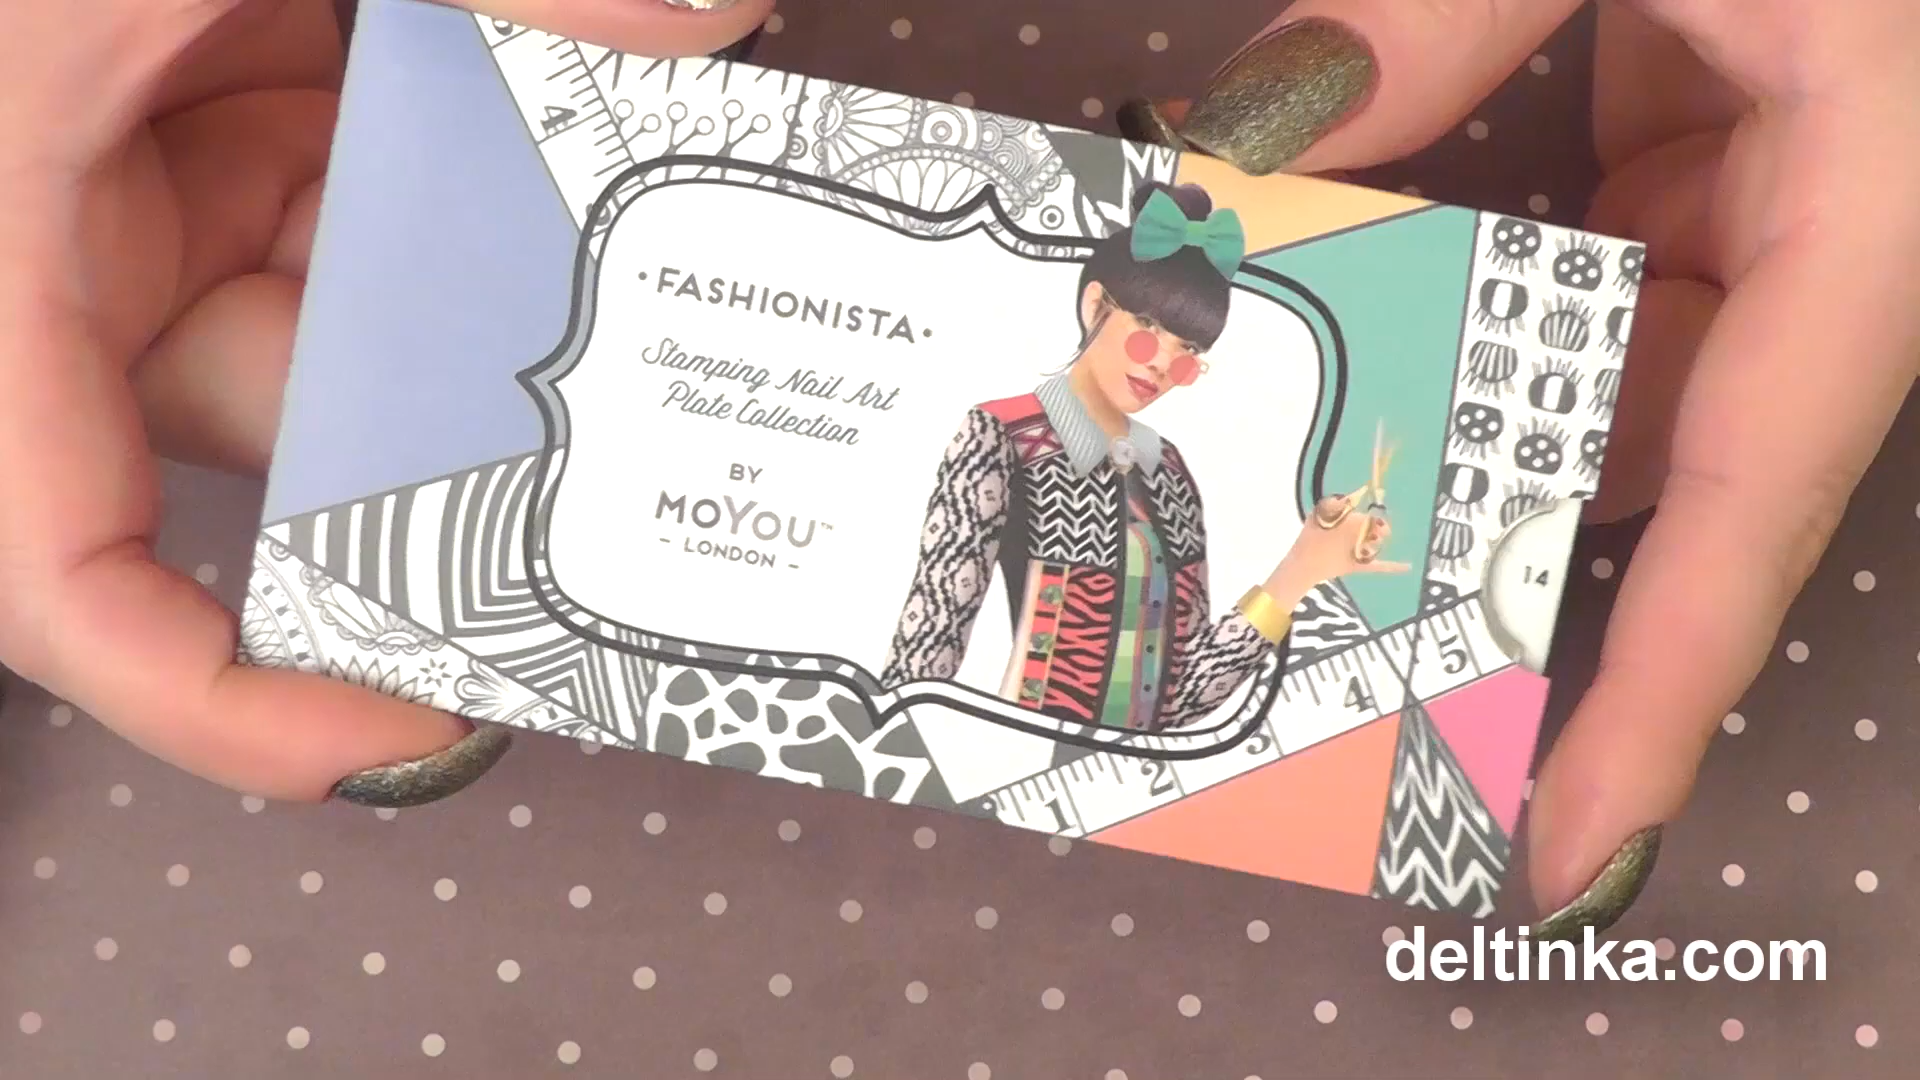 4
• FASHIONISTA •
Stamping Nail Art
Plate Collection
BY
MOYOU™
- LONDON -
14
1 2 3 4 5
deltinka.com